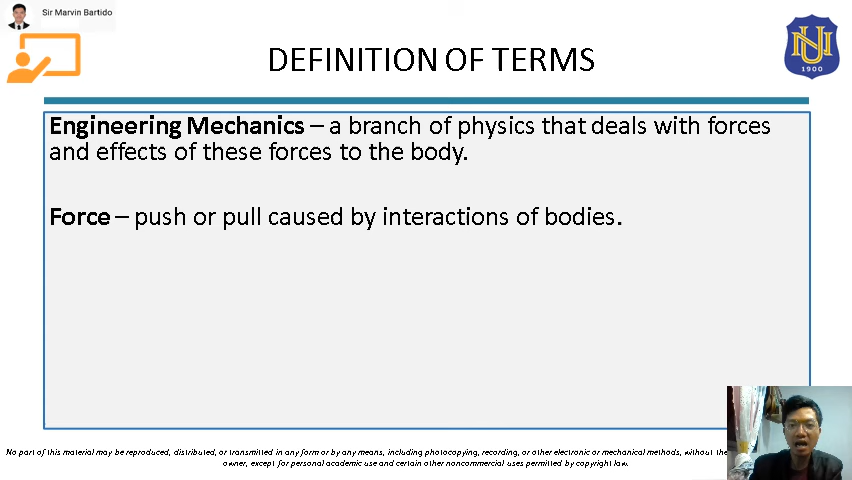 Sir Marvin Bartido
DEFINITION OF TERMS
NU
1900
Engineering Mechanics – a branch of physics that deals with forces
and effects of these forces to the body.
Force – push or pull caused by interactions of bodies.
No part of this material may be reproduced, distributed, or transmitted in any form or by any means, including photocopying, recording, or other electronic or mechanical methods, without the
owner, except for personal academic use and certain other noncommercial uses permitted by copyright law.